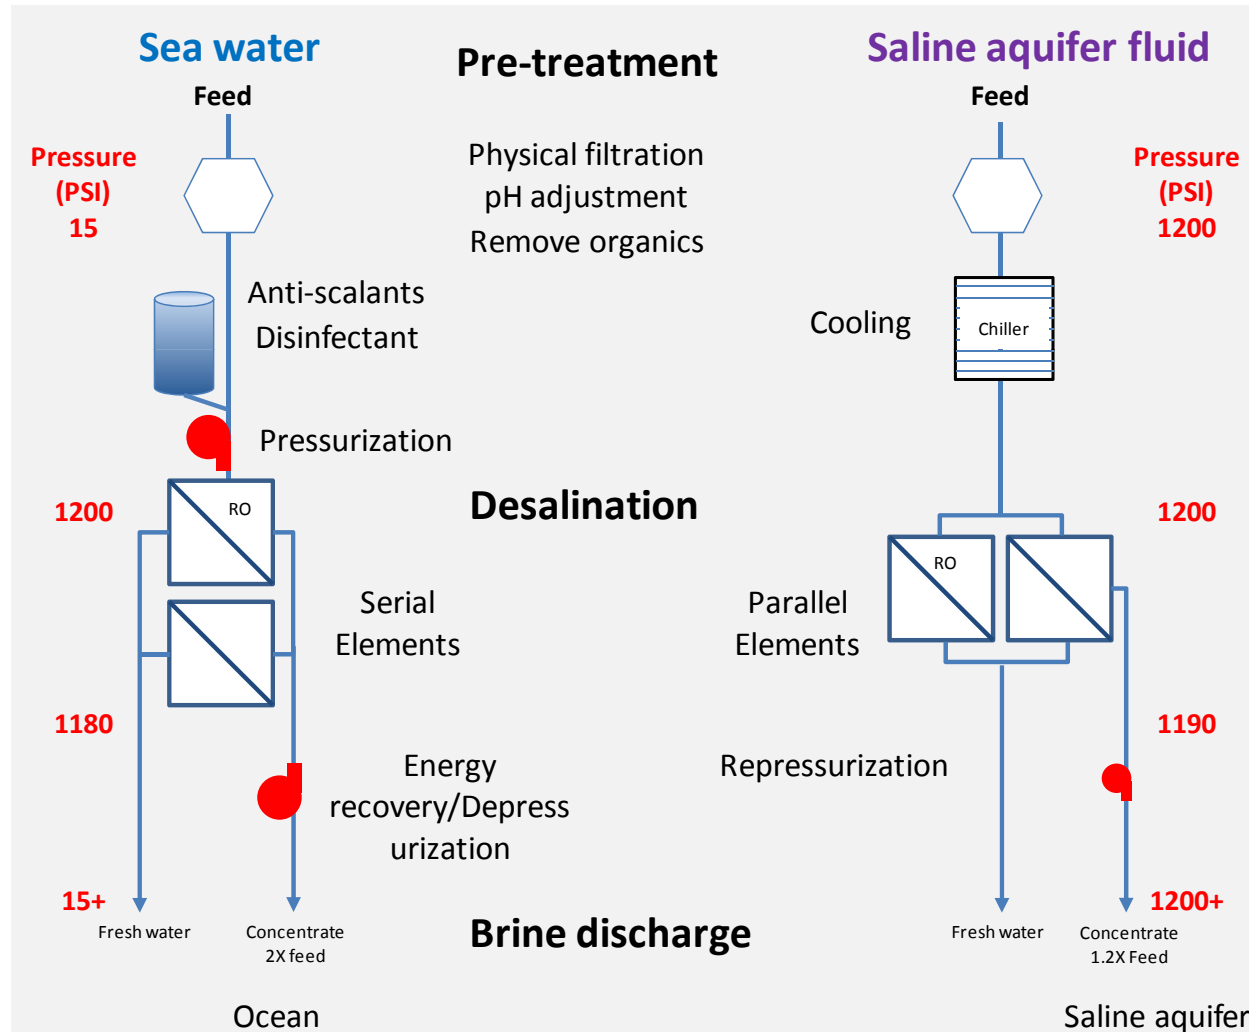 Sea water
Pre-treatment
Saline aquifer fluid
Feed
Feed
Pressure
(PSI)
15
Physical filtration
pH adjustment
Remove organics
Pressure
(PSI)
1200
Anti-scalants
Disinfectant
Cooling
Chiller
Pressurization
1200
RO
Desalination
1200
RO
Serial
Elements
Parallel
Elements
1180
1190
Energy
recovery/Depress
urization
Repressurization
15+
1200+
Fresh water
Concentrate
2X feed
Brine discharge
Fresh water
Concentrate
1.2X Feed
Ocean
Saline aquifer